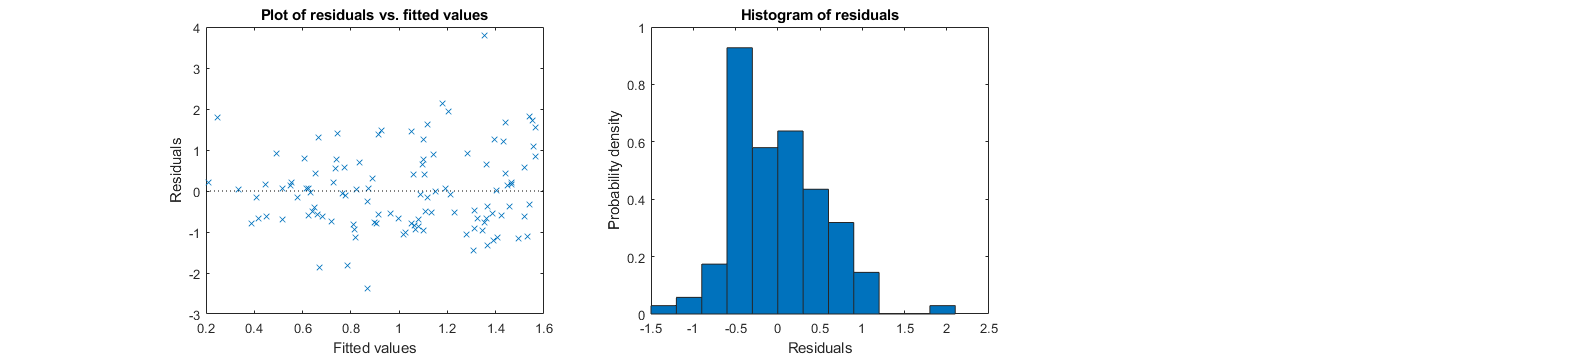 Plot of residuals vs. fitted values
Residuals
4
3
2
1
0
-1
-2
-3
0.2 0.4 0.6 0.8 1 1.2 1.4 1.6
Fitted values
Histogram of residuals
Probability density
1
0.8
0.6
0.4
0.2
0
-1.5 -1 -0.5 0 0.5 1 1.5 2 2.5
Residuals